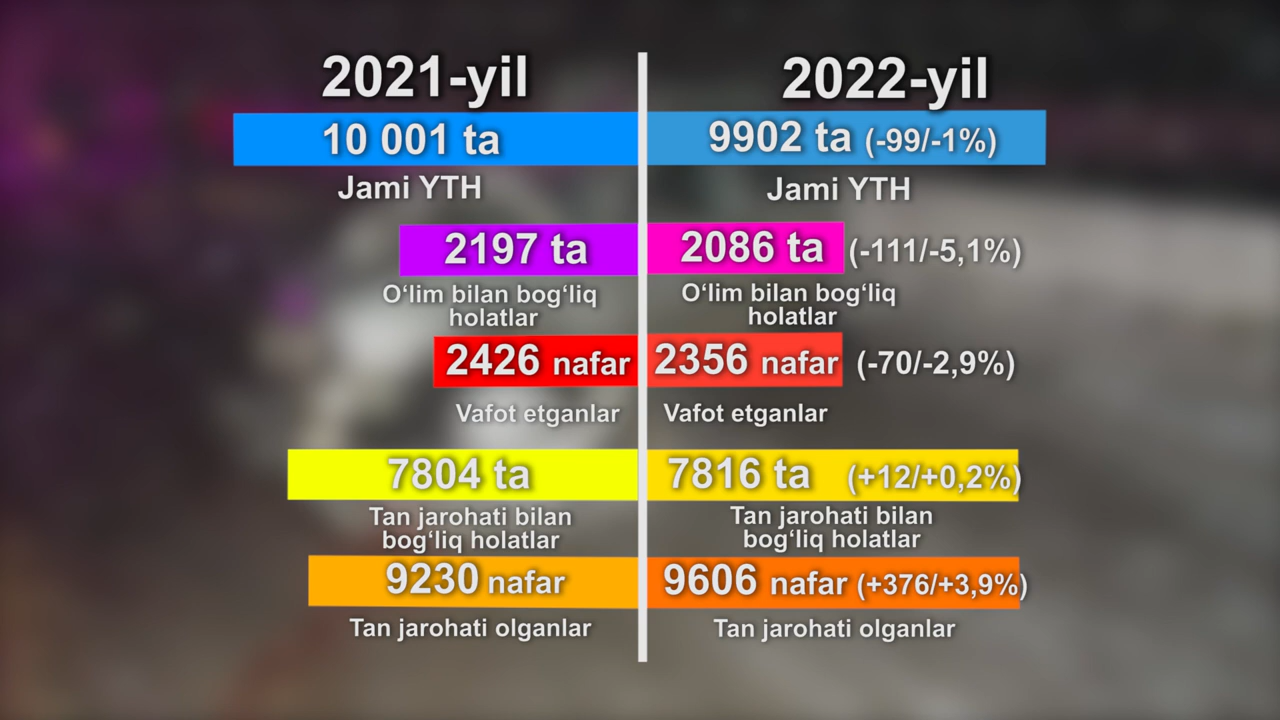 2021-yil
10 001 ta
Jami YTH
2197 ta
O‘lim bilan bog‘liq
holatlar
2426 nafar
Vafot etganlar
7804 ta
Tan jarohati bilan
bog‘liq holatlar
9230 nafar
Tan jarohati olganlar
2022-yil
9902 ta (-99/-1%)
Jami YTH
2086 ta (-111/-5,1%)
O‘lim bilan bog‘liq
holatlar
2356 nafar (-70/-2,9%)
Vafot etganlar
7816 ta (+12/+0,2%)
Tan jarohati bilan
bog‘liq holatlar
9606 nafar (+376/+3,9%)
Tan jarohati olganlar